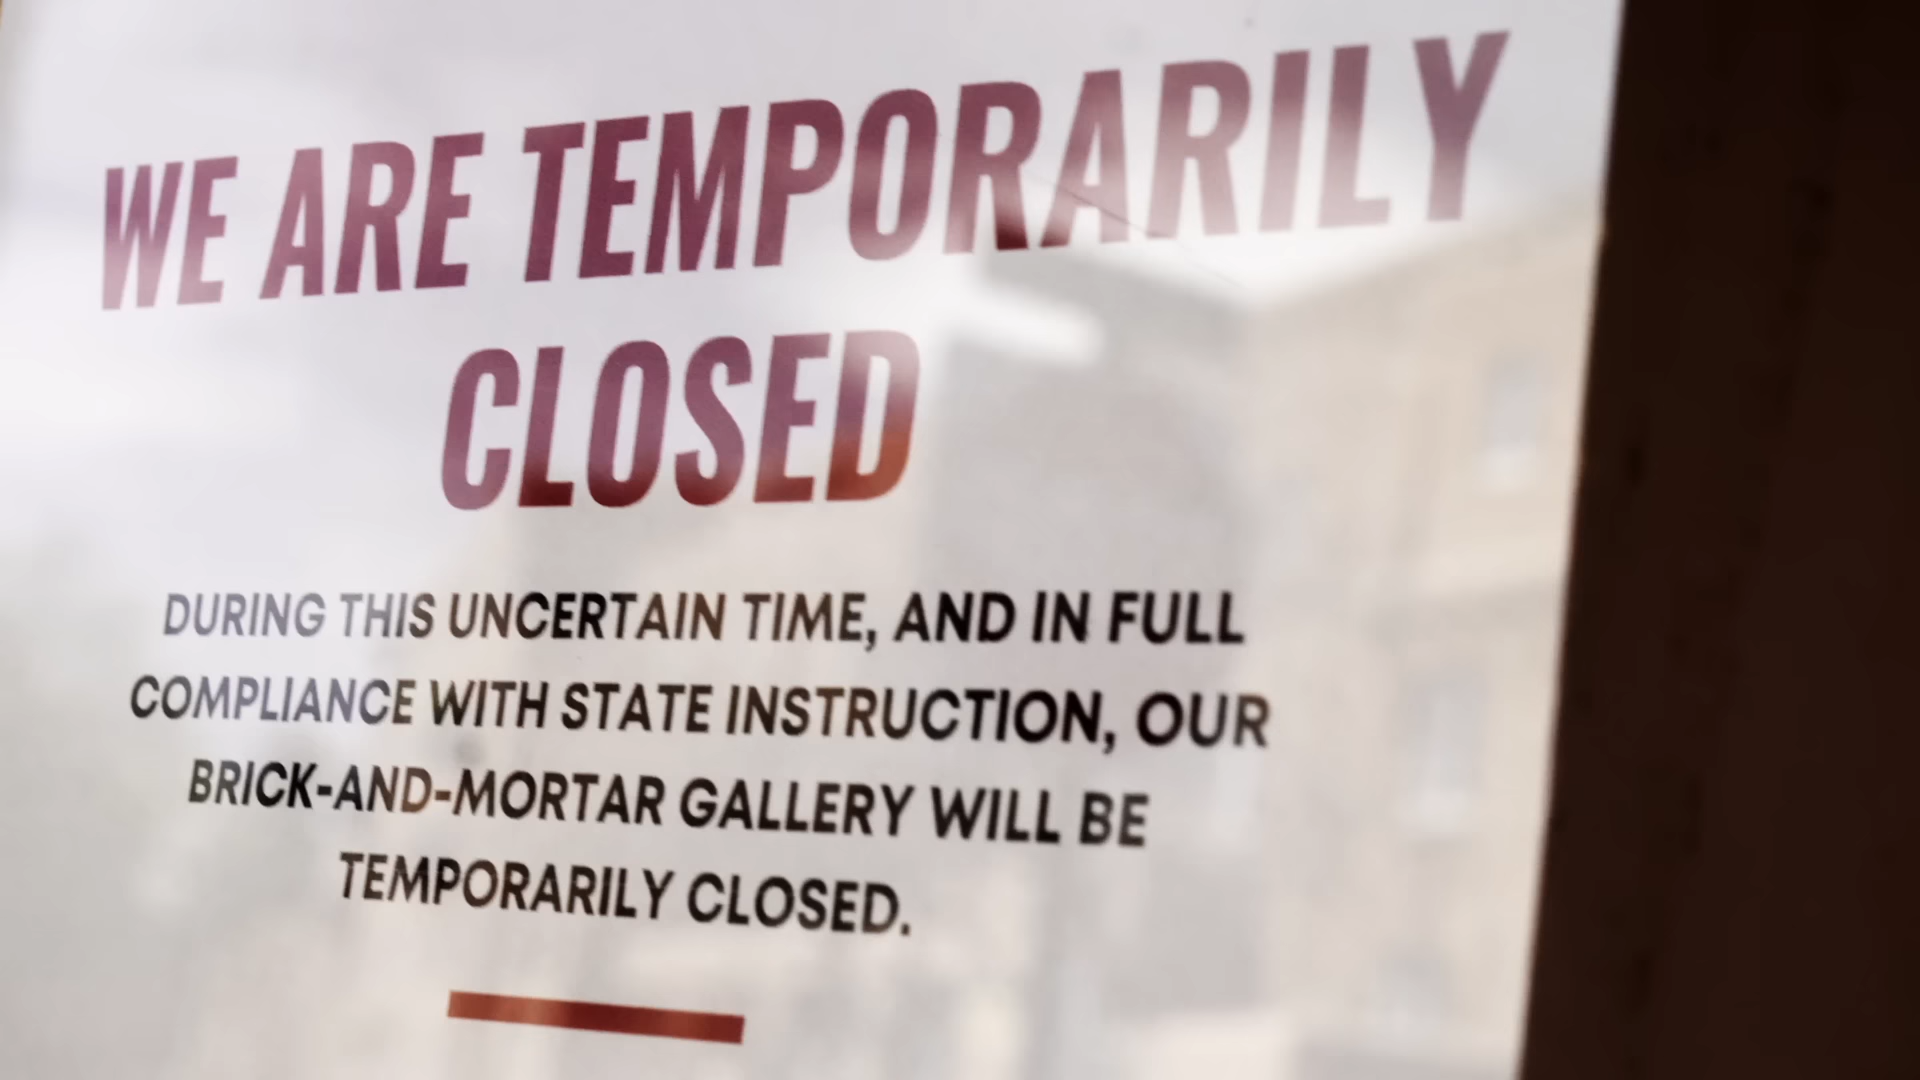 WE ARE TEMPORARILY
CLOSED
DURING THIS UNCERTAIN TIME, AND IN FULL
COMPLIANCE WITH STATE INSTRUCTION, OUR
BRICK-AND-MORTAR GALLERY WILL BE
TEMPORARILY CLOSED.